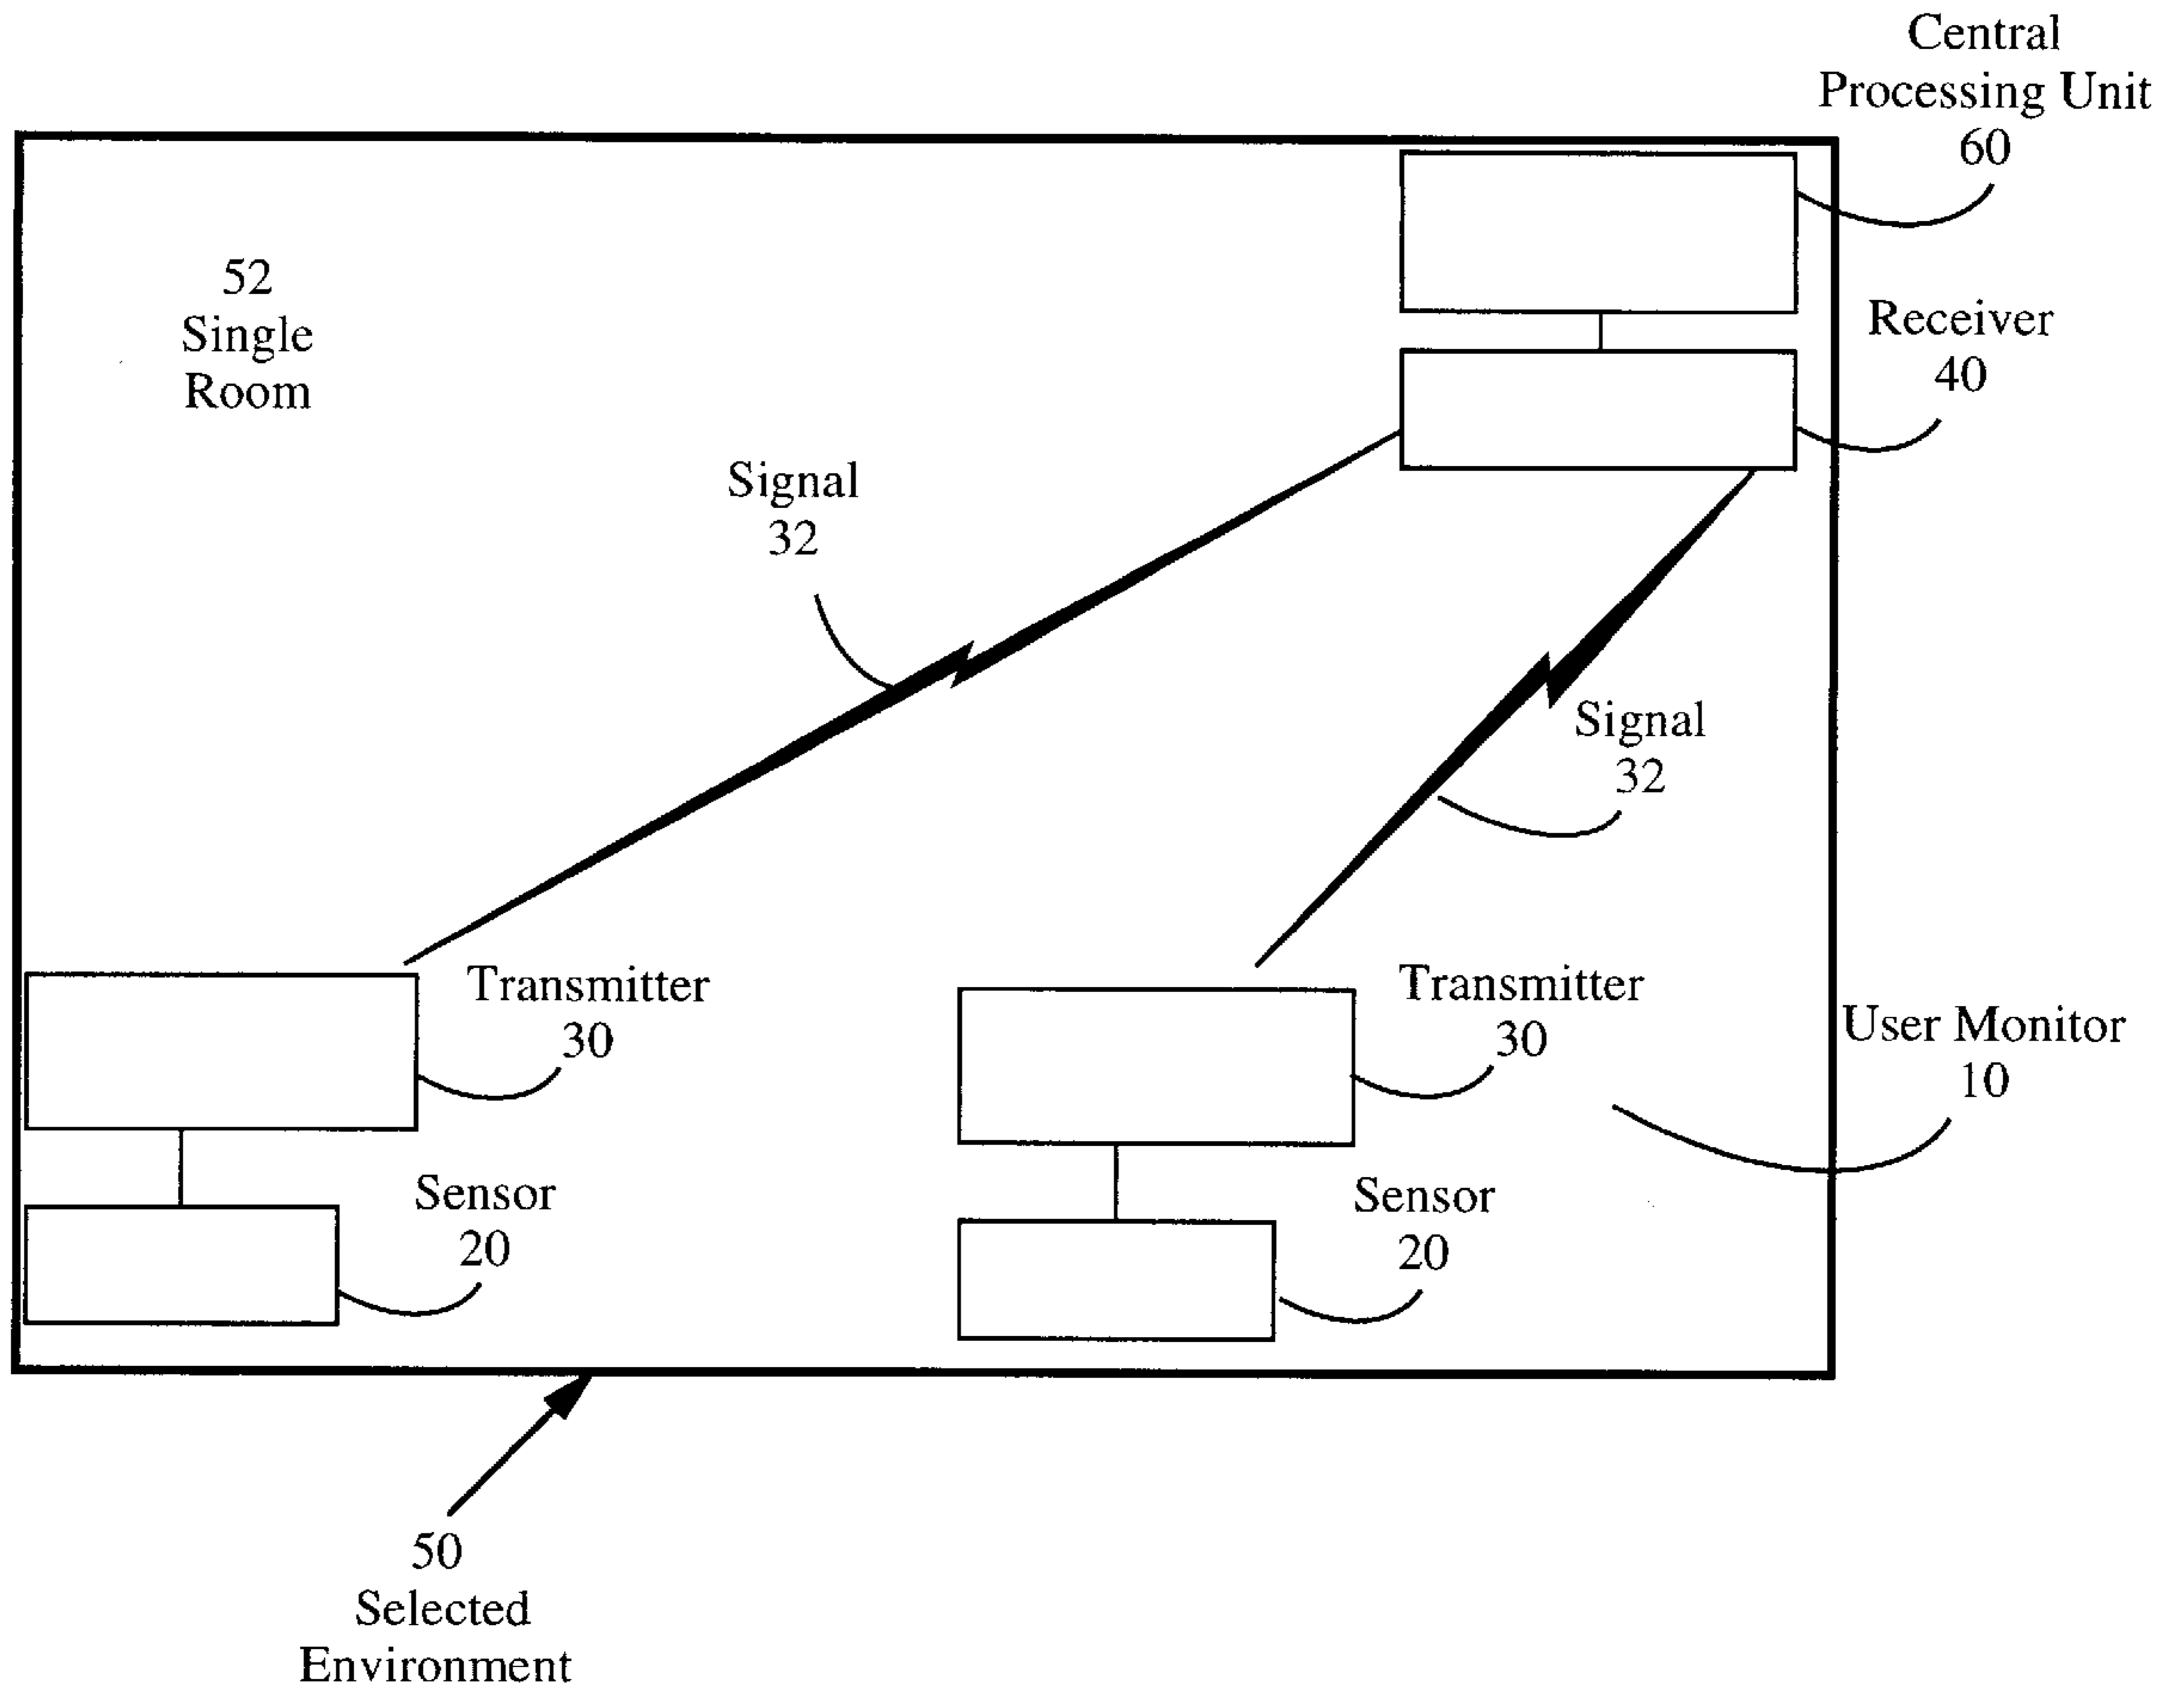 Central
Processing Unit
60
52
Single
Room
Receiver
40
Signal
32
Signal
32
Transmitter
30
Transmitter
30
User Monitor
10
Sensor
20
Sensor
20
50
Selected
Environment